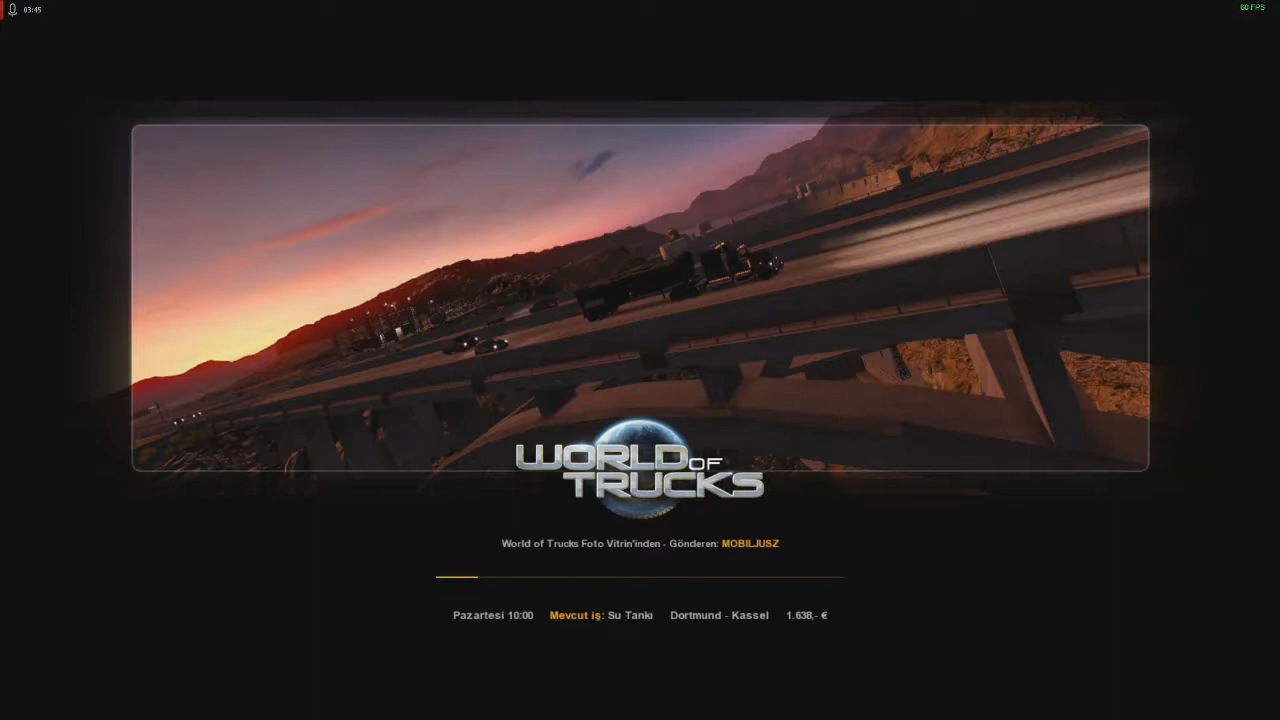 03:45
60 FPS
WORLD OF
TRUCKS
World of Trucks Foto Vitrin'inden - Gönderen: MOBILJUSZ
Pazartesi 10:00 Mevcut iş: Su Tankı Dortmund - Kassel 1.638,- €